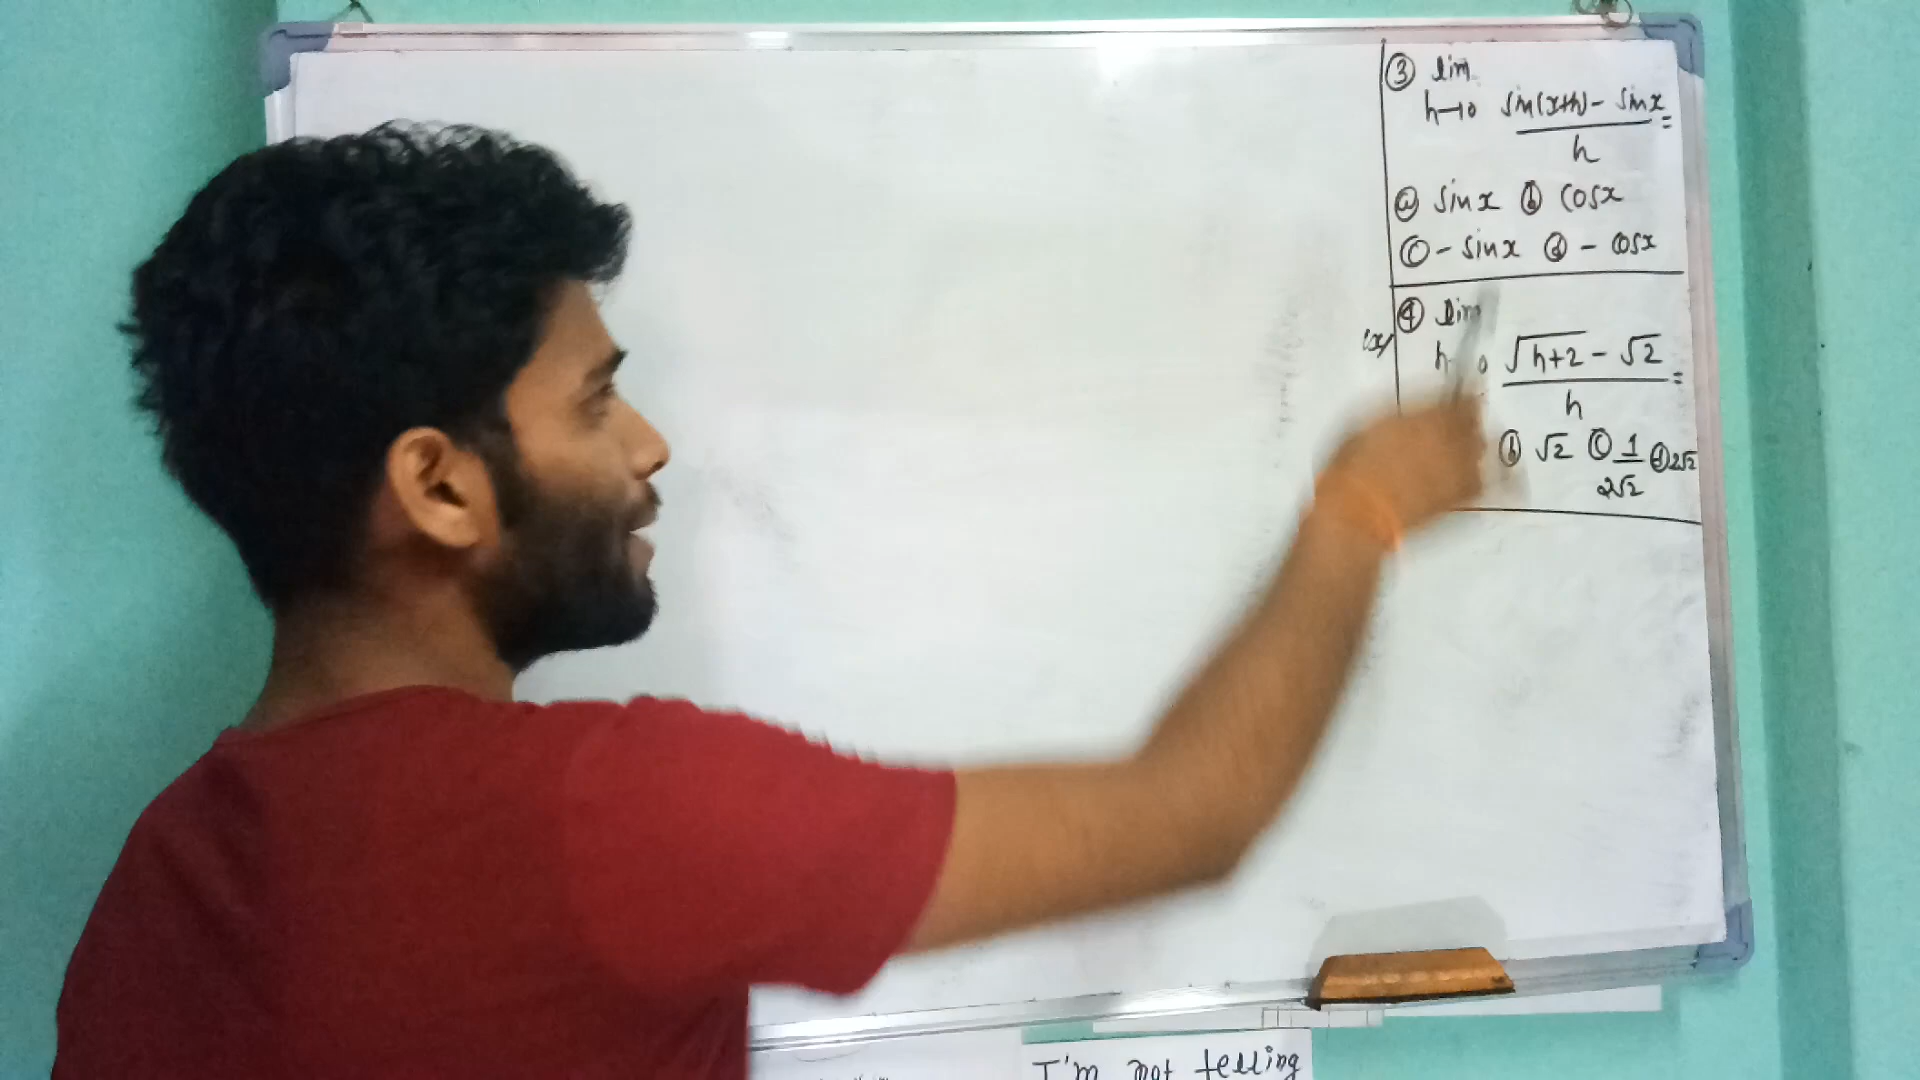 ③ lim
h→0 sin(x+h) - sinx =
h
ⓐ sinx ⓑ cosx
ⓒ - sinx ⓓ - cosx
④ lim
h 0 √h+2 - √2 =
h
ⓑ √2 ⓒ 1 ⓓ 2√2
2√2
I'm not telling